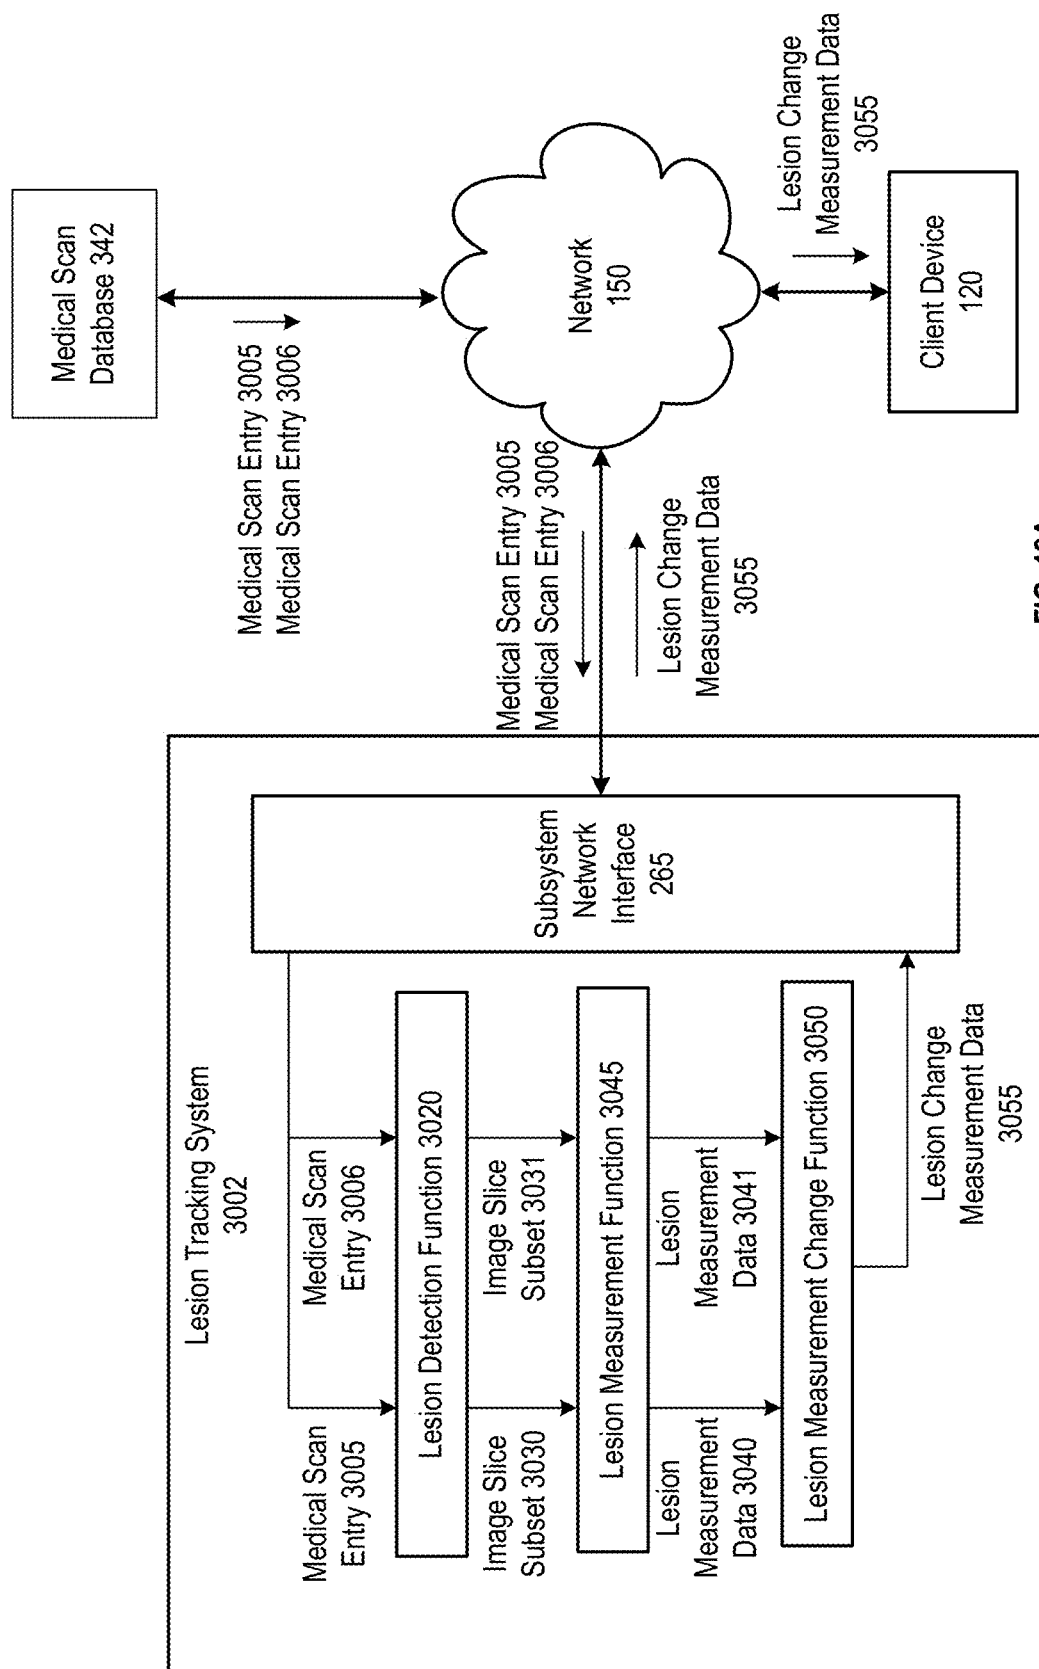 Medical Scan
Database 342
Medical Scan Entry 3005
Medical Scan Entry 3006
Network
150
Lesion Change
Measurement Data
3055
Client Device
120
Medical Scan Entry 3005
Medical Scan Entry 3006
Lesion Change
Measurement Data
3055
Lesion Tracking System
3002
Subsystem
Network
Interface
265
Medical Scan
Entry 3005
Medical Scan
Entry 3006
Lesion Detection Function 3020
Image Slice
Subset 3030
Image Slice
Subset 3031
Lesion Measurement Function 3045
Lesion
Measurement
Data 3040
Lesion
Measurement
Data 3041
Lesion Measurement Change Function 3050
Lesion Change
Measurement Data
3055